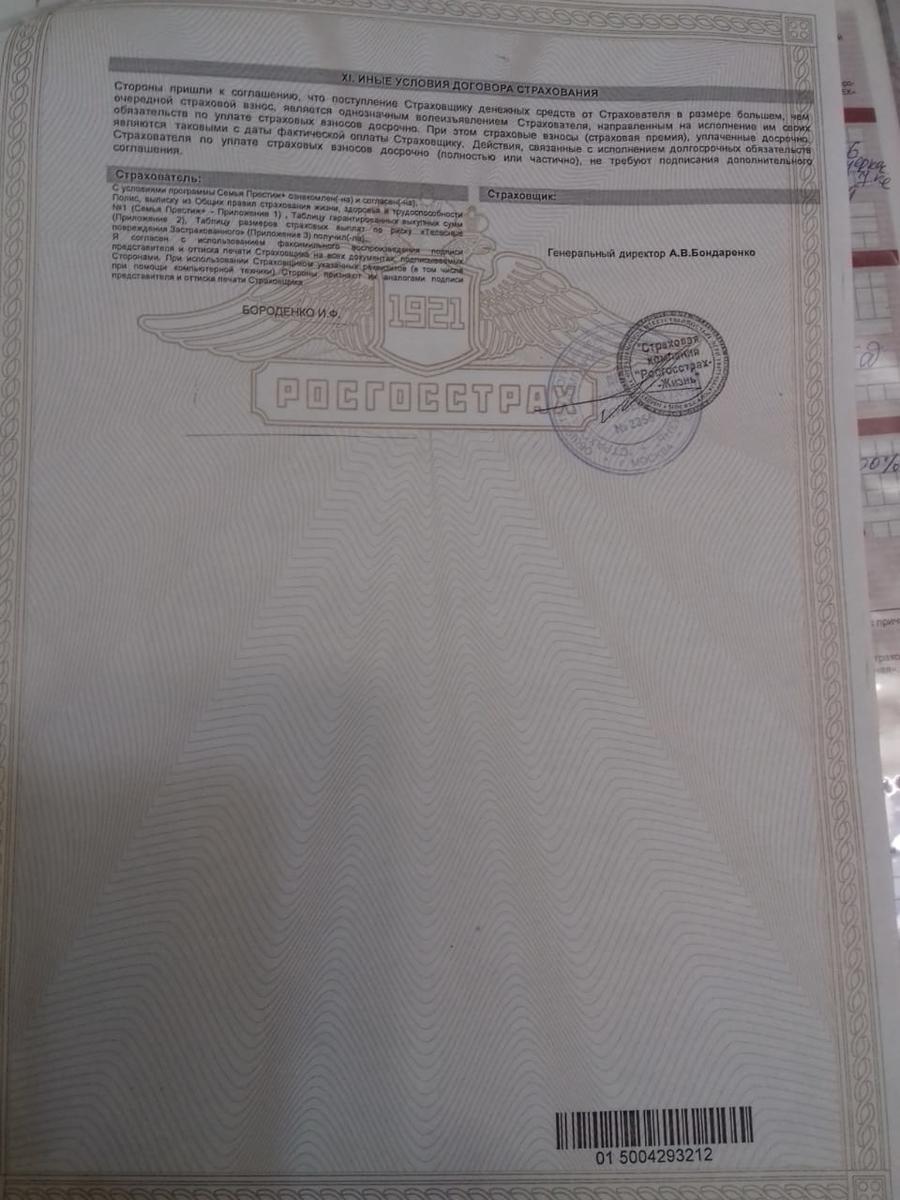 XI. ИНЫЕ УСЛОВИЯ ДОГОВОРА СТРАХОВАНИЯ
Стороны пришли к соглашению, что поступление Страховщику денежных средств от Страхователя в размере большем, чем
очередной страховой взнос, является однозначным волеизъявлением Страхователя, направленным на исполнение им своих
обязательств по уплате страховых взносов досрочно. При этом страховые взносы (страховая премия), уплаченные досрочно,
являются таковыми с даты фактической оплаты Страховщику. Действия, связанные с исполнением долгосрочных обязательств
Страхователя по уплате страховых взносов досрочно (полностью или частично), не требуют подписания дополнительного
соглашения.
Страхователь:
С условиями программы Семья Престиж+ ознакомлен(-на) и согласен(-на).
Полис, выписку из Общих правил страхования жизни, здоровья и трудоспособности
№1 (Семья Престиж+ - Приложение 1) , Таблицу гарантированных выкупных сумм
(Приложение 2), Таблицу размеров страховых выплат по риску «Телесные
повреждения Застрахованного» (Приложение 3) получил(-ла).
Я согласен с использованием факсимильного воспроизведения подписи
представителя и оттиска печати Страховщика на всех документах, подписываемых
Сторонами. При использовании Страховщиком указанных реквизитов (в том числе
при помощи компьютерной техники) Стороны признают их аналогами подписи
представителя и оттиска печати Страховщика
БОРОДЕНКО И.Ф.
Страховщик:
Генеральный директор А.В.Бондаренко
1921
РОСГОССТРАХ
"Страховая
компания
"Росгосстрах-
-Жизнь"
МОСКВА
01 5004293212